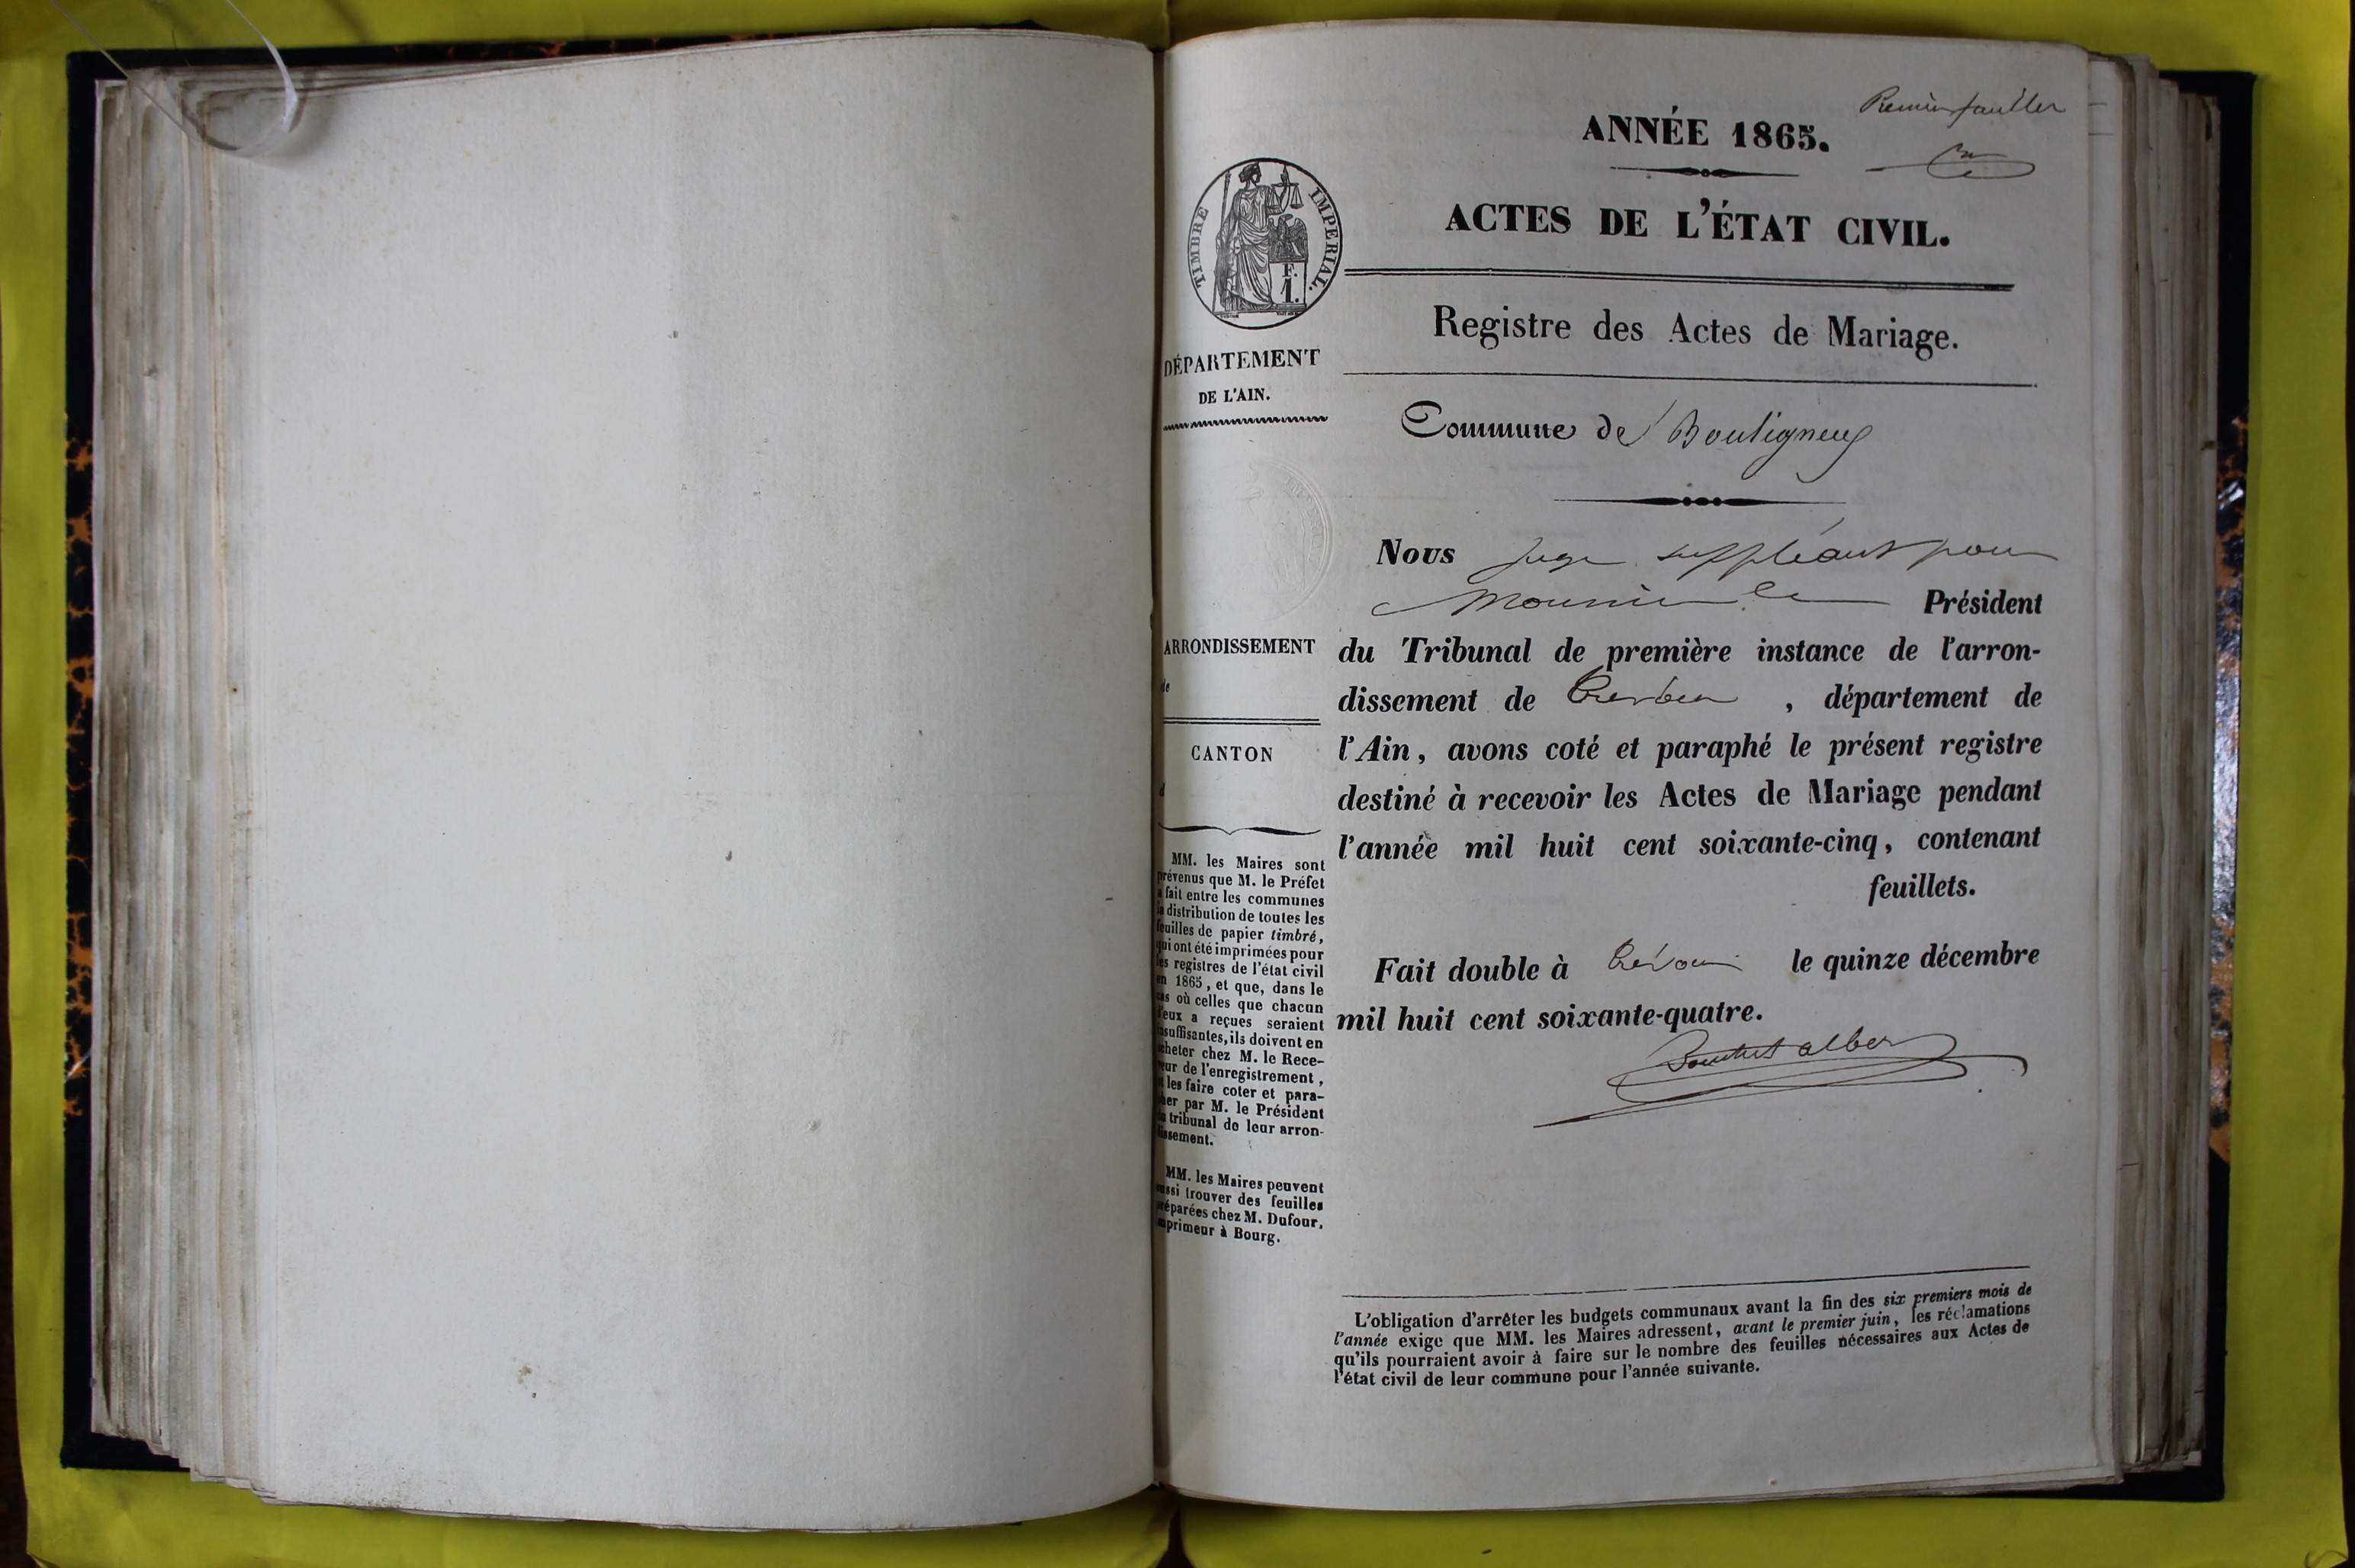 Premier feuillet
ANNÉE 1865.
ACTES DE L'ÉTAT CIVIL.
TIMBRE IMPERIAL.
F.
1.
Registre des Actes de Mariage.
DÉPARTEMENT
DE L'AIN.
Commune de Bouligneux
Nous juge suppléant pour
Monsieur le Président
ARRONDISSEMENT
de
du Tribunal de première instance de l'arron-
dissement de , département de
CANTON
d
l'Ain, avons coté et paraphé le présent registre
destiné à recevoir les Actes de Mariage pendant
l'année mil huit cent soixante-cinq, contenant
feuillets.
Fait double à Trévoux le quinze décembre
mil huit cent soixante-quatre.
MM. les Maires sont
prévenus que M. le Préfet
a fait entre les communes
la distribution de toutes les
feuilles de papier timbré,
qui ont été imprimées pour
les registres de l'état civil
en 1865, et que, dans le
cas où celles que chacun
d'eux a reçues seraient
insuffisantes, ils doivent en
acheter chez M. le Rece-
veur de l'enregistrement,
et les faire coter et para-
pher par M. le Président
du tribunal de leur arron-
dissement.
MM. les Maires peuvent
aussi trouver des feuilles
préparées chez M. Dufour,
imprimeur à Bourg.
L'obligation d'arrêter les budgets communaux avant la fin des six premiers mois de
l'année exige que MM. les Maires adressent, avant le premier juin, les réclamations
qu'ils pourraient avoir à faire sur le nombre des feuilles nécessaires aux Actes de
l'état civil de leur commune pour l'année suivante.